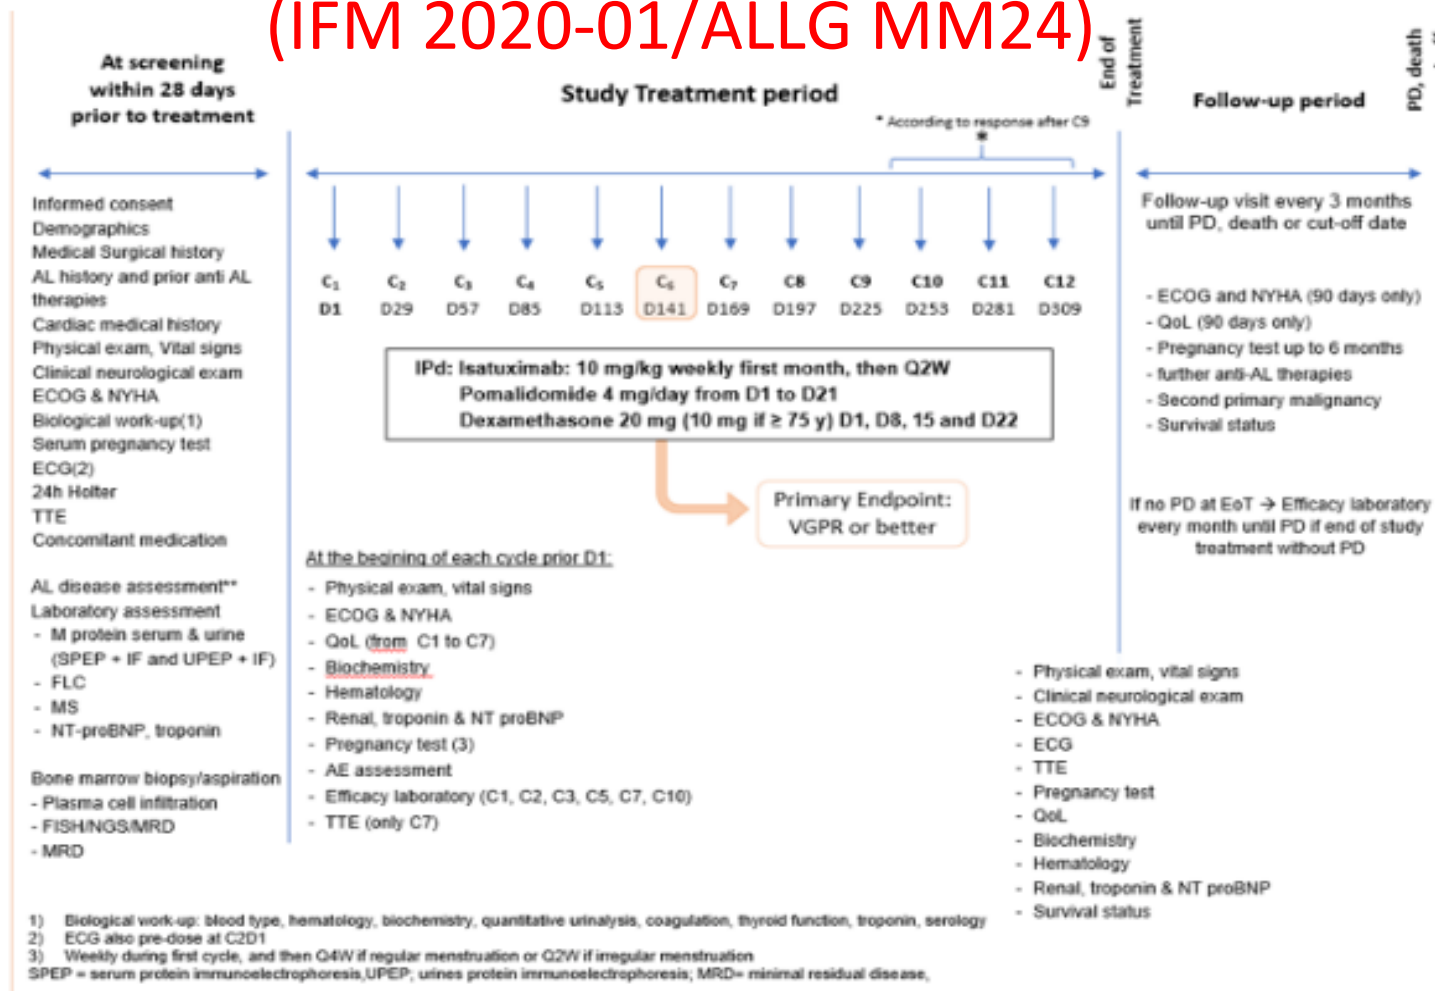 (IFM 2020-01/ALLG MM24)
At screening
within 28 days
prior to treatment
Study Treatment period
* According to response after C9
*
End of
Treatment
Follow-up period
PD, death
Informed consent
Demographics
Medical Surgical history
AL history and prior anti AL
therapies
Cardiac medical history
Physical exam, Vital signs
Clinical neurological exam
ECOG & NYHA
Biological work-up(1)
Serum pregnancy test
ECG(2)
24h Holter
TTE
Concomitant medication
AL disease assessment**
Laboratory assessment
- M protein serum & urine
(SPEP + IF and UPEP + IF)
- FLC
- MS
- NT-proBNP, troponin
Bone marrow biopsy/aspiration
- Plasma cell infiltration
- FISH/NGS/MRD
- MRD
C1 C2 C3 C4 C5 C6 C7 C8 C9 C10 C11 C12
D1 D29 D57 D85 D113 D141 D169 D197 D225 D253 D281 D309
IPd: Isatuximab: 10 mg/kg weekly first month, then Q2W
Pomalidomide 4 mg/day from D1 to D21
Dexamethasone 20 mg (10 mg if ≥ 75 y) D1, D8, 15 and D22
Primary Endpoint:
VGPR or better
At the begining of each cycle prior D1:
- Physical exam, vital signs
- ECOG & NYHA
- QoL (from C1 to C7)
- Biochemistry
- Hematology
- Renal, troponin & NT proBNP
- Pregnancy test (3)
- AE assessment
- Efficacy laboratory (C1, C2, C3, C5, C7, C10)
- TTE (only C7)
Follow-up visit every 3 months
until PD, death or cut-off date
- ECOG and NYHA (90 days only)
- QoL (90 days only)
- Pregnancy test up to 6 months
- further anti-AL therapies
- Second primary malignancy
- Survival status
If no PD at EoT → Efficacy laboratory
every month until PD if end of study
treatment without PD
- Physical exam, vital signs
- Clinical neurological exam
- ECOG & NYHA
- ECG
- TTE
- Pregnancy test
- QoL
- Biochemistry
- Hematology
- Renal, troponin & NT proBNP
- Survival status
1) Biological work-up: blood type, hematology, biochemistry, quantitative urinalysis, coagulation, thyroid function, troponin, serology
2) ECG also pre-dose at C2D1
3) Weekly during first cycle, and then Q4W if regular menstruation or Q2W if irregular menstruation
SPEP = serum protein immunoelectrophoresis,UPEP; urines protein immunoelectrophoresis; MRD= minimal residual disease,